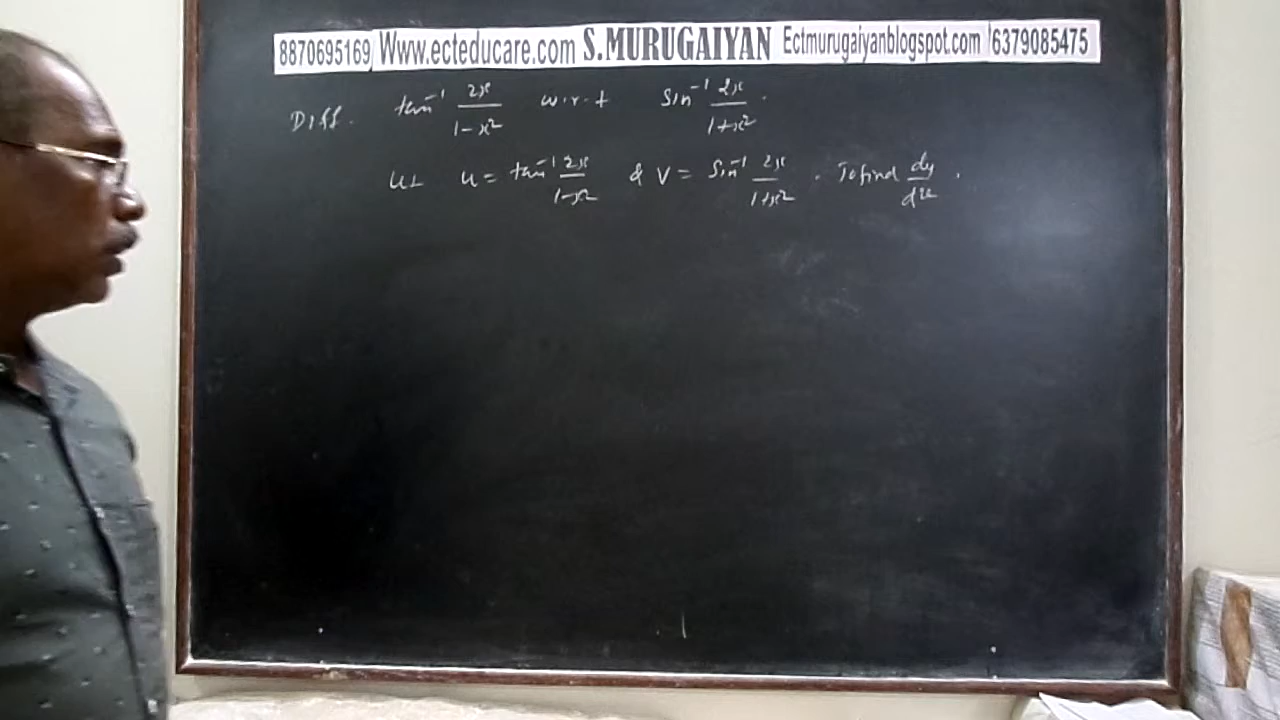 8870695169 Www.ecteducare.com S.MURUGAIYAN Ectmurugaiyanblogspot.com 6379085475
Diff. tan⁻¹ 2x/1-x² w.r.t sin⁻¹ 2x/1+x².
Let u = tan⁻¹ 2x/1-x² & v = sin⁻¹ 2x/1+x². To find dy/dx.